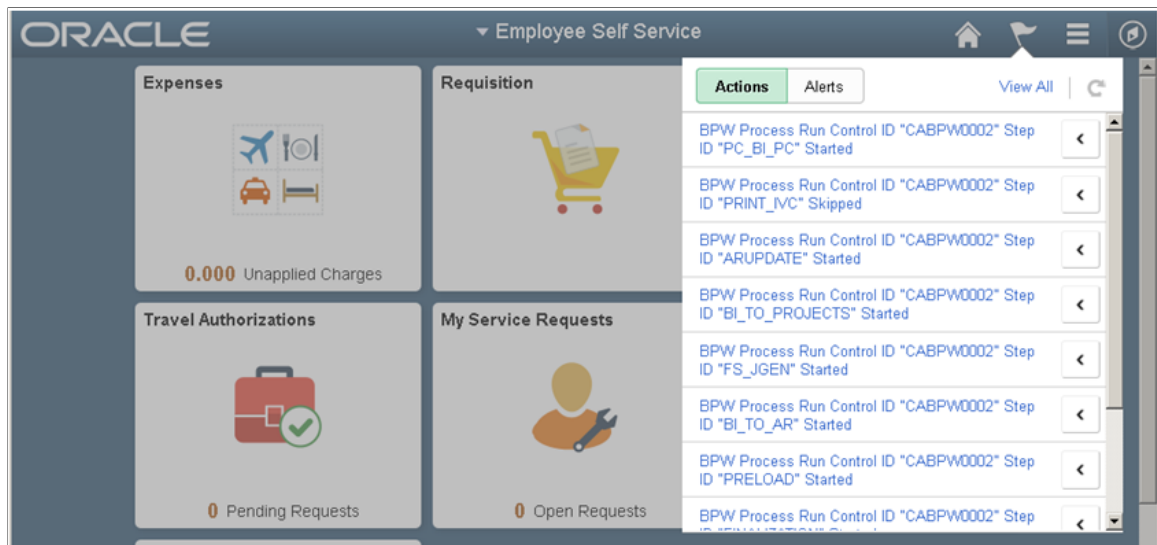 ORACLE
Employee Self Service
Expenses
0.000 Unapplied Charges
Requisition
Travel Authorizations
0 Pending Requests
My Service Requests
0 Open Requests
Actions
Alerts
View All
BPW Process Run Control ID "CABPW0002" Step
ID "PC_BI_PC" Started
BPW Process Run Control ID "CABPW0002" Step
ID "PRINT_IVC" Skipped
BPW Process Run Control ID "CABPW0002" Step
ID "ARUPDATE" Started
BPW Process Run Control ID "CABPW0002" Step
ID "BI_TO_PROJECTS" Started
BPW Process Run Control ID "CABPW0002" Step
ID "FS_JGEN" Started
BPW Process Run Control ID "CABPW0002" Step
ID "BI_TO_AR" Started
BPW Process Run Control ID "CABPW0002" Step
ID "PRELOAD" Started
BPW Process Run Control ID "CABPW0002" Step